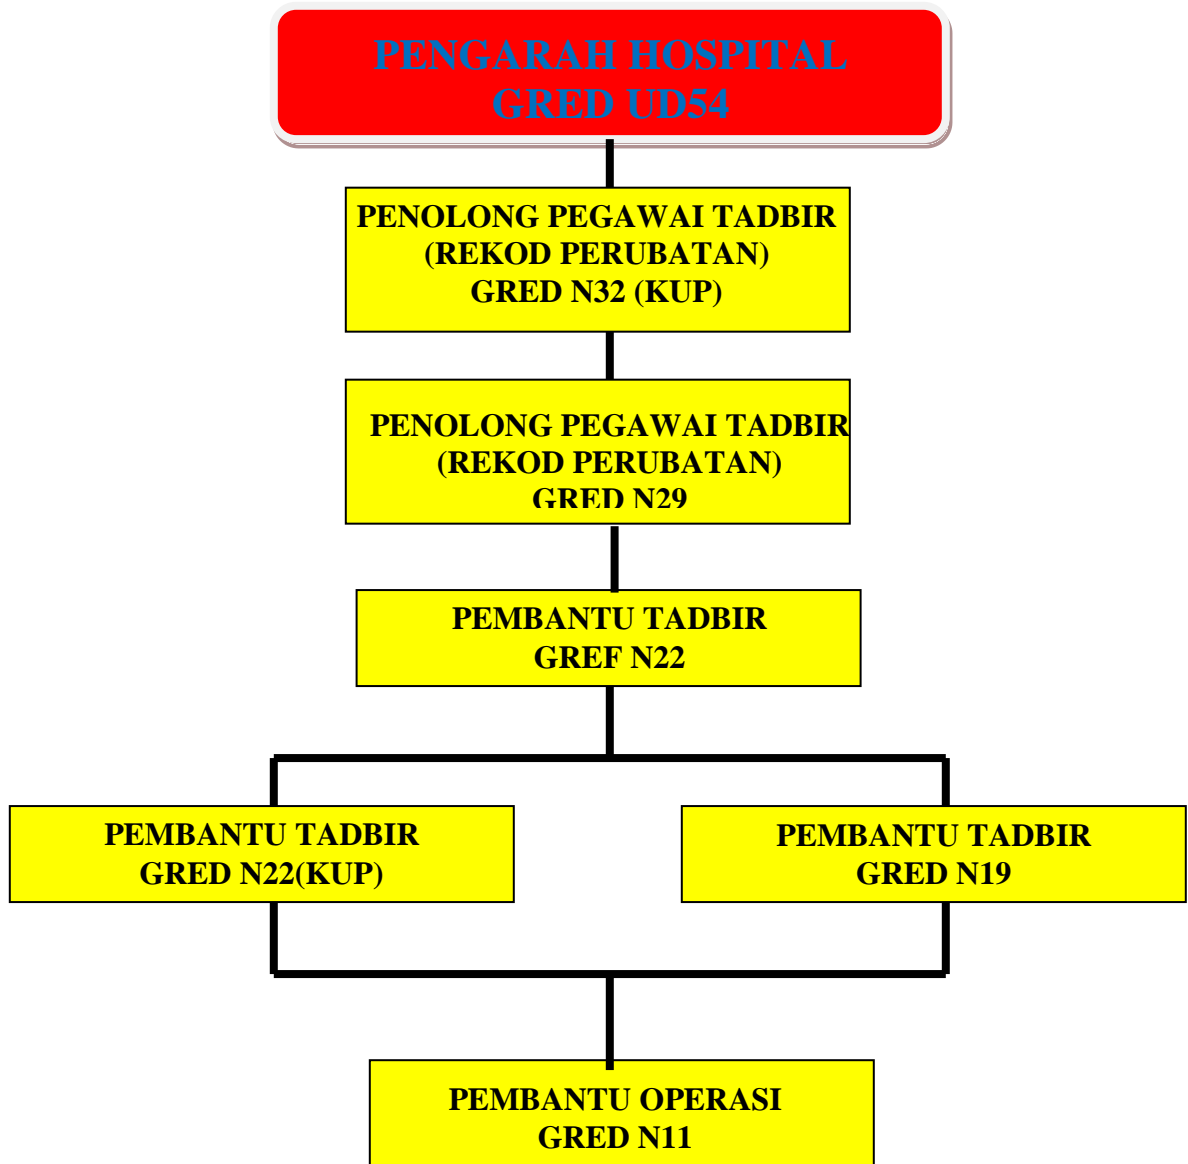 PENGARAH HOSPITAL
GRED UD54
PENOLONG PEGAWAI TADBIR
(REKOD PERUBATAN)
GRED N32 (KUP)
PENOLONG PEGAWAI TADBIR
(REKOD PERUBATAN)
GRED N29
PEMBANTU TADBIR
GREF N22
PEMBANTU TADBIR
GRED N22(KUP)
PEMBANTU TADBIR
GRED N19
PEMBANTU OPERASI
GRED N11